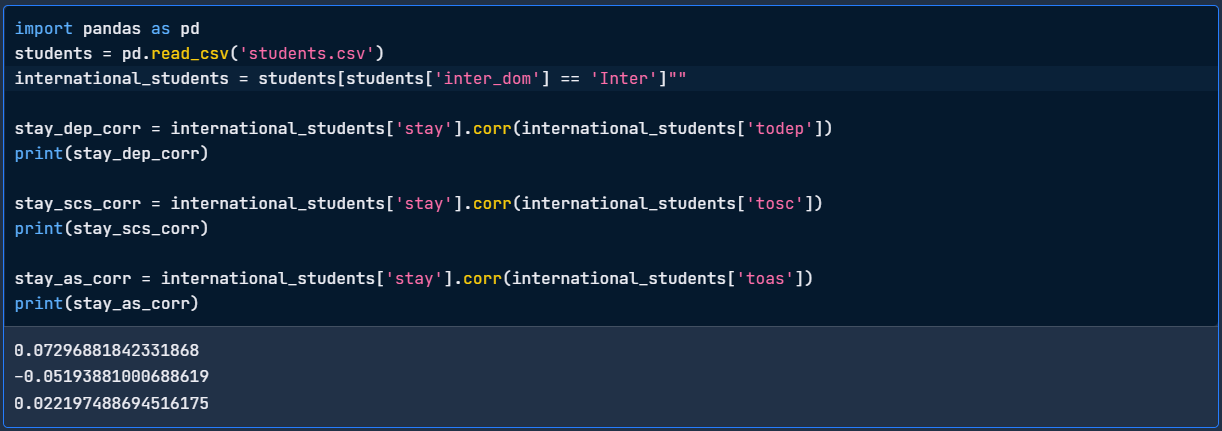 import pandas as pd
students = pd.read_csv('students.csv')
international_students = students[students['inter_dom'] == 'Inter']""
stay_dep_corr = international_students['stay'].corr(international_students['todep'])
print(stay_dep_corr)
stay_scs_corr = international_students['stay'].corr(international_students['tosc'])
print(stay_scs_corr)
stay_as_corr = international_students['stay'].corr(international_students['toas'])
print(stay_as_corr)
0.07296881842331868
-0.05193881000688619
0.022197488694516175